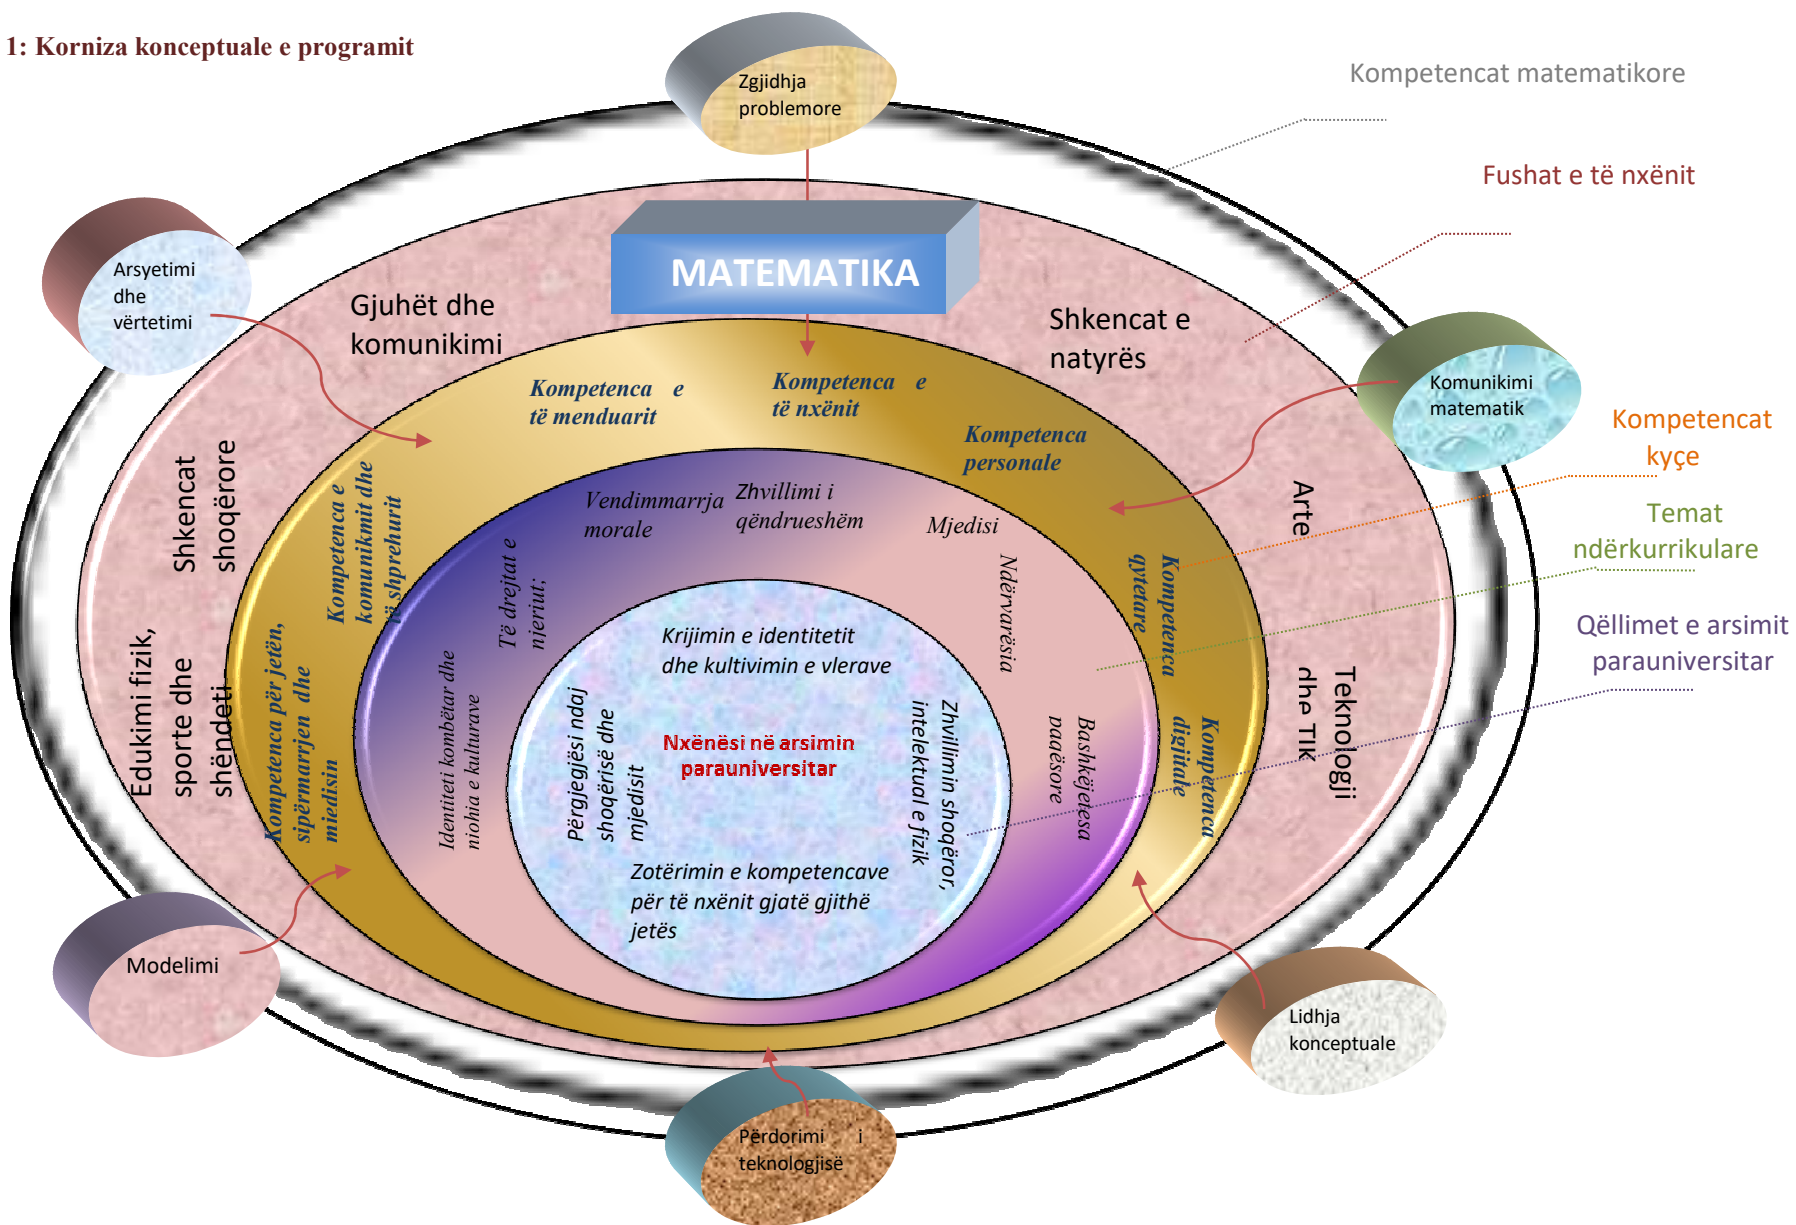 1: Korniza konceptuale e programit
Zgjidhja
problemore
Kompetencat matematikore
Fushat e të nxënit
MATEMATIKA
Arsyetimi
dhe
vërtetimi
Gjuhët dhe
komunikimi
Shkencat e
natyrës
Komunikimi
matematik
Kompetenca e
të menduarit
Kompetenca e
të nxënit
Kompetenca
personale
Kompetencat
kyçe
Temat
ndërkurrikulare
Qëllimet e arsimit
parauniversitar
Shkencat
shoqërore
Kompetenca e
komunikmit dhe
të shprehurit
Vendimmarrja
morale
Zhvillimi i
qëndrueshëm
Mjedisi
Arte
Të drejtat e
njeriut;
Ndërvarësia
Kompetenca
qytetare
Edukimi fizik,
sporte dhe
shëndeti
Kompetenca për jetën,
sipërmarrjen dhe
miedisin
Identiteti kombëtar dhe
niohia e kulturave
Krijimin e identitetit
dhe kultivimin e vlerave
Përgjegjësi ndaj
shoqërisë dhe
mjedisit
Nxënësi në arsimin
parauniversitar
Zhvillimin shoqëror,
intelektual e fizik
Bashkëjetesa
paqësore
Kompetenca
digjitale
Teknologji
dhe TIK
Zotërimin e kompetencave
për të nxënit gjatë gjithë
jetës
Modelimi
Lidhja
konceptuale
Përdorimi i
teknologjisë